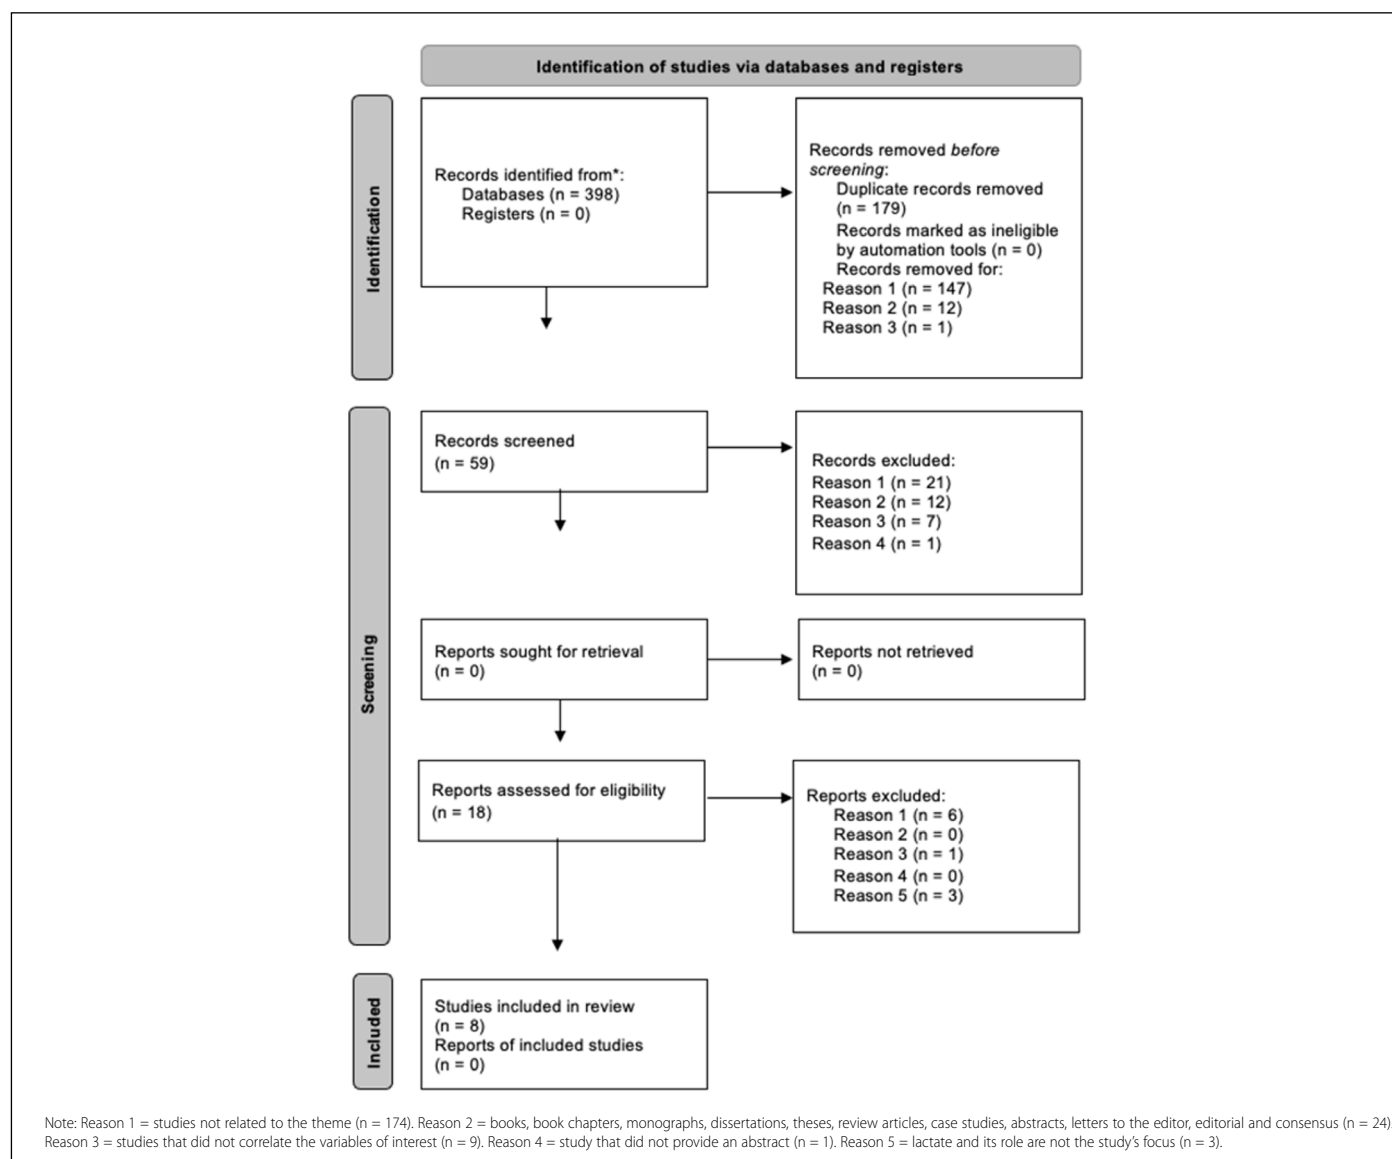 Identification of studies via databases and registers
Identification
Records identified from*:
Databases (n = 398)
Registers (n = 0)
Records removed before
screening:
Duplicate records removed
(n = 179)
Records marked as ineligible
by automation tools (n = 0)
Records removed for:
Reason 1 (n = 147)
Reason 2 (n = 12)
Reason 3 (n = 1)
Screening
Records screened
(n = 59)
Records excluded:
Reason 1 (n = 21)
Reason 2 (n = 12)
Reason 3 (n = 7)
Reason 4 (n = 1)
Reports sought for retrieval
(n = 0)
Reports not retrieved
(n = 0)
Reports assessed for eligibility
(n = 18)
Reports excluded:
Reason 1 (n = 6)
Reason 2 (n = 0)
Reason 3 (n = 1)
Reason 4 (n = 0)
Reason 5 (n = 3)
Included
Studies included in review
(n = 8)
Reports of included studies
(n = 0)
Note: Reason 1 = studies not related to the theme (n = 174). Reason 2 = books, book chapters, monographs, dissertations, theses, review articles, case studies, abstracts, letters to the editor, editorial and consensus (n = 24).
Reason 3 = studies that did not correlate the variables of interest (n = 9). Reason 4 = study that did not provide an abstract (n = 1). Reason 5 = lactate and its role are not the study's focus (n = 3).